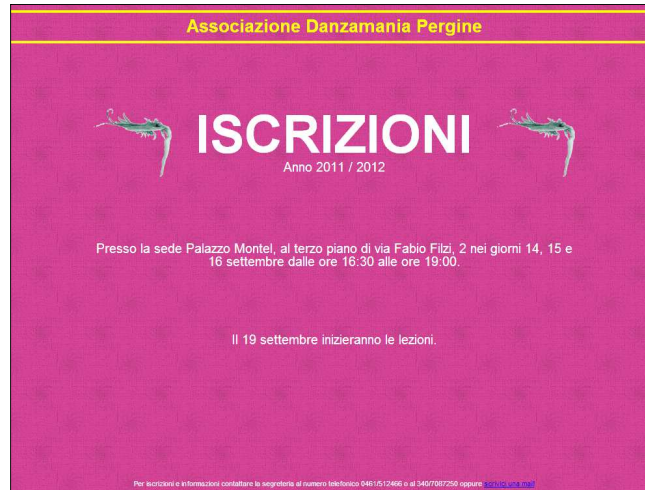 Associazione Danzamania Pergine
ISCRIZIONI
Anno 2011 / 2012
Presso la sede Palazzo Montel, al terzo piano di via Fabio Filzi, 2 nei giorni 14, 15 e
16 settembre dalle ore 16:30 alle ore 19:00.
Il 19 settembre inizieranno le lezioni.
Per iscrizioni e informazioni contattare la segreteria al numero telefonico 0461/512466 o al 340/7087250 oppure scrivici una mail